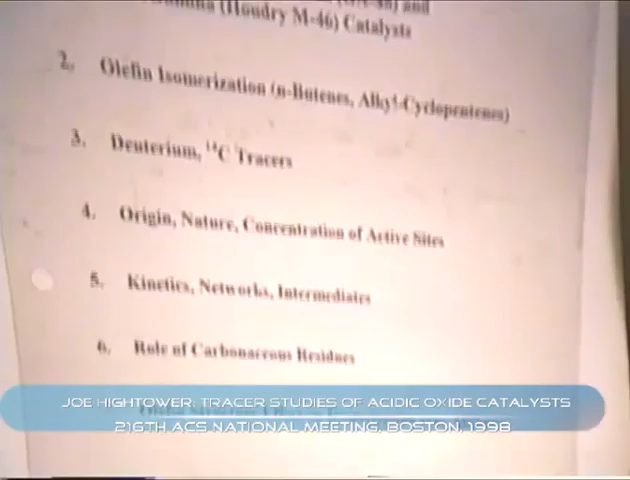 (Houdry M-46) Catalysts
2. Olefin Isomerization (n-Butenes, Alkyl-Cyclopentenes)
3. Deuterium, ¹⁴C Tracers
4. Origin, Nature, Concentration of Active Sites
5. Kinetics, Networks, Intermediates
6. Role of Carbonaceous Residues
JOE HIGHTOWER: TRACER STUDIES OF ACIDIC OXIDE CATALYSTS
216TH ACS NATIONAL MEETING, BOSTON, 1998